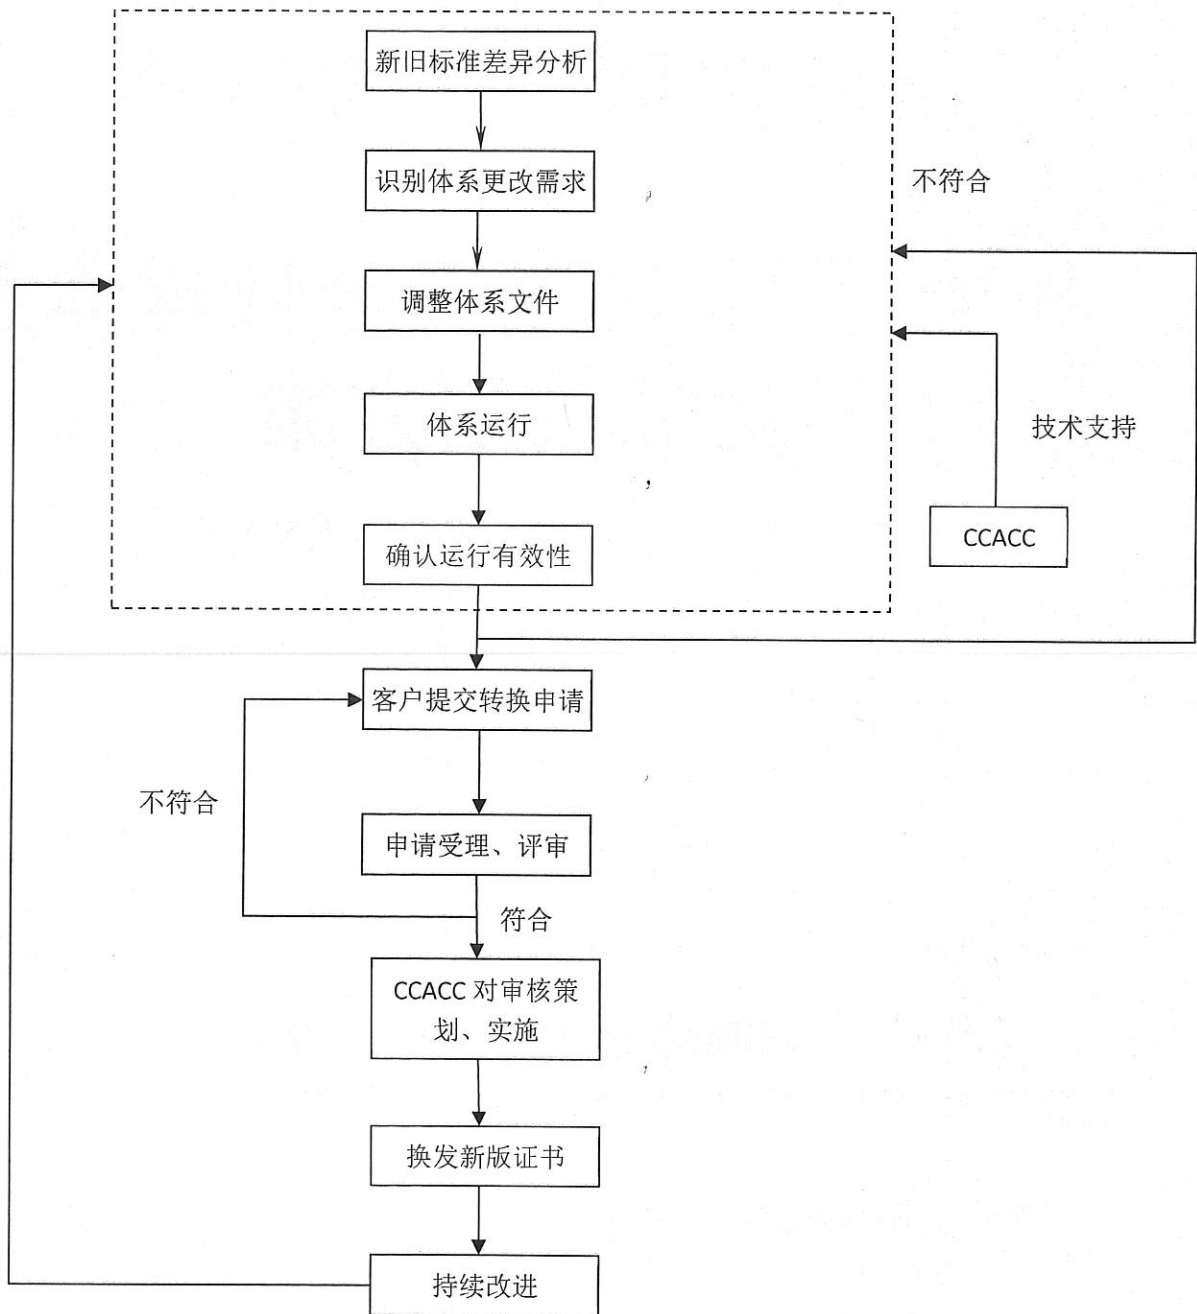 新旧标准差异分析
识别体系更改需求
不符合
调整体系文件
体系运行
技术支持
CCACC
确认运行有效性
客户提交转换申请
不符合
申请受理、评审
符合
CCACC 对审核策
划、实施
换发新版证书
持续改进